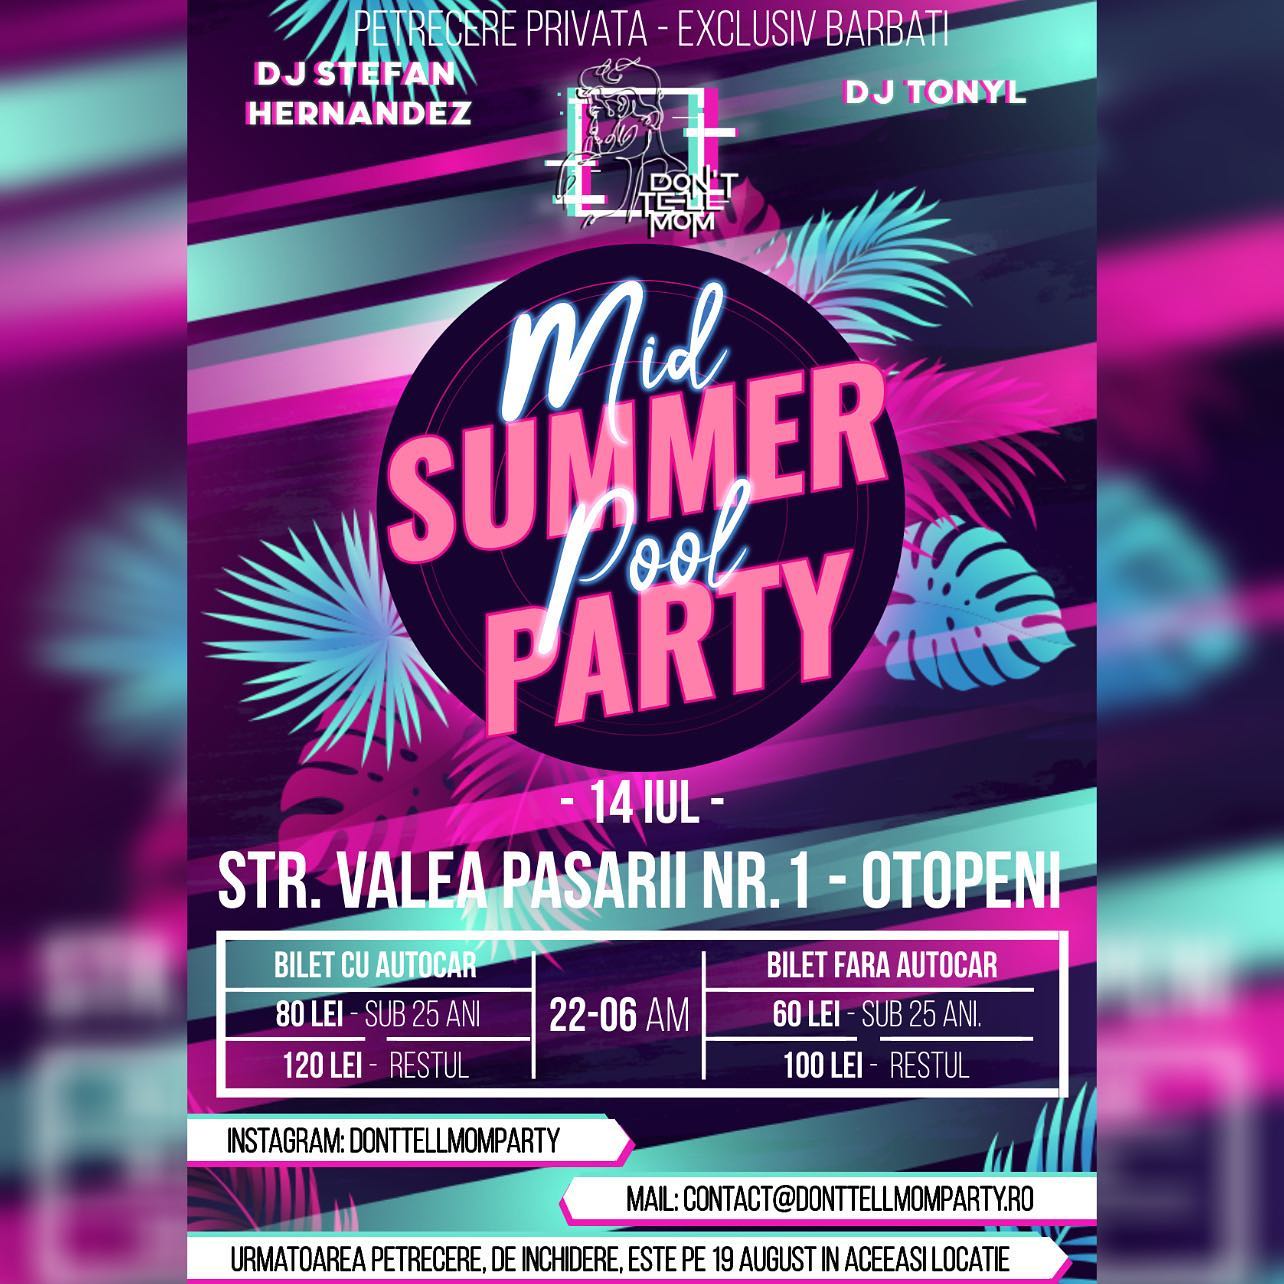 PETRECERE PRIVATA - EXCLUSIV BARBATI
DJ STEFAN
HERNANDEZ
DJ TONYL
DON'T
TELL
MOM
Mid
SUMMER
Pool
PARTY
- 14 IUL -
STR. VALEA PASARII NR.1 - OTOPENI
BILET CU AUTOCAR
80 LEI - SUB 25 ANI
120 LEI - RESTUL
22-06 AM
BILET FARA AUTOCAR
60 LEI - SUB 25 ANI.
100 LEI - RESTUL
INSTAGRAM: DONTTELLMOMPARTY
MAIL: CONTACT@DONTTELLMOMPARTY.RO
URMATOAREA PETRECERE, DE INCHIDERE, ESTE PE 19 AUGUST IN ACEEASI LOCATIE